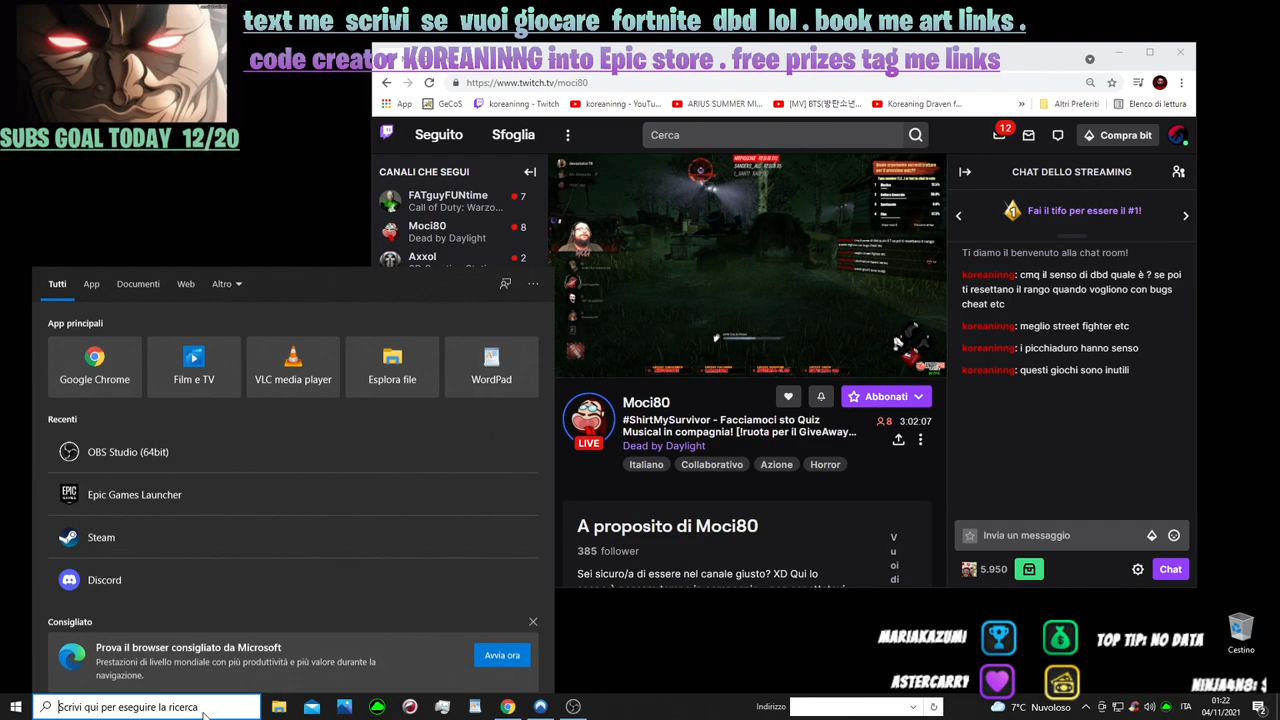 text me scrivi se vuoi giocare fortnite dbd lol . book me art links .
code creator KOREANINNG into Epic store . free prizes tag me links
SUBS GOAL TODAY 12/20
https://www.twitch.tv/moci80
App GeCoS koreaninng - Twitch koreaninng - YouTu... ARIUS SUMMER MI... [MV] BTS(방탄소년... Koreaning Draven f... » Altri Preferiti Elenco di lettura
Seguito Sfoglia Cerca 12 Compra bit
CANALI CHE SEGUI
FATguyFUNtime 7
Call of Duty: Warzo...
Moci80 8
Dead by Daylight
Axxol 2
CHAT DELLO STREAMING
1 Fai il tifo per essere il #1!
Ti diamo il benvenuto alla chat room!
koreaninng: cmq il senso di dbd quale è ? se poi
ti resettano il rango quando vogliono con bugs
cheat etc
koreaninng: meglio street fighter etc
koreaninng: i picchiaduro hanno senso
koreaninng: questi giochi sono inutili
Invia un messaggio
5.950 Chat
Tutti App Documenti Web Altro
App principali
Google Chrome Film e TV VLC media player Esplora file WordPad
Recenti
OBS Studio (64bit)
Epic Games Launcher
Steam
Discord
Consigliato
Prova il browser consigliato da Microsoft
Prestazioni di livello mondiale con più produttività e più valore durante la
navigazione.
Avvia ora
LIVE
Moci80 Abbonati
#ShirtMySurvivor - Facciamoci sto Quiz
Musical in compagnia! [!ruota per il GiveAway...
Dead by Daylight
8 3:02:07
Italiano Collaborativo Azione Horror
A proposito di Moci80
385 follower
Sei sicuro/a di essere nel canale giusto? XD Qui lo
V
u
oi
di
MARIAKAZUMI TOP TIP: NO DATA
ASTERCARRY
Cestino
Scrivi qui per eseguire la ricerca
Indirizzo
7°C Nuvoloso
ITA
01:22
04/11/2021
2